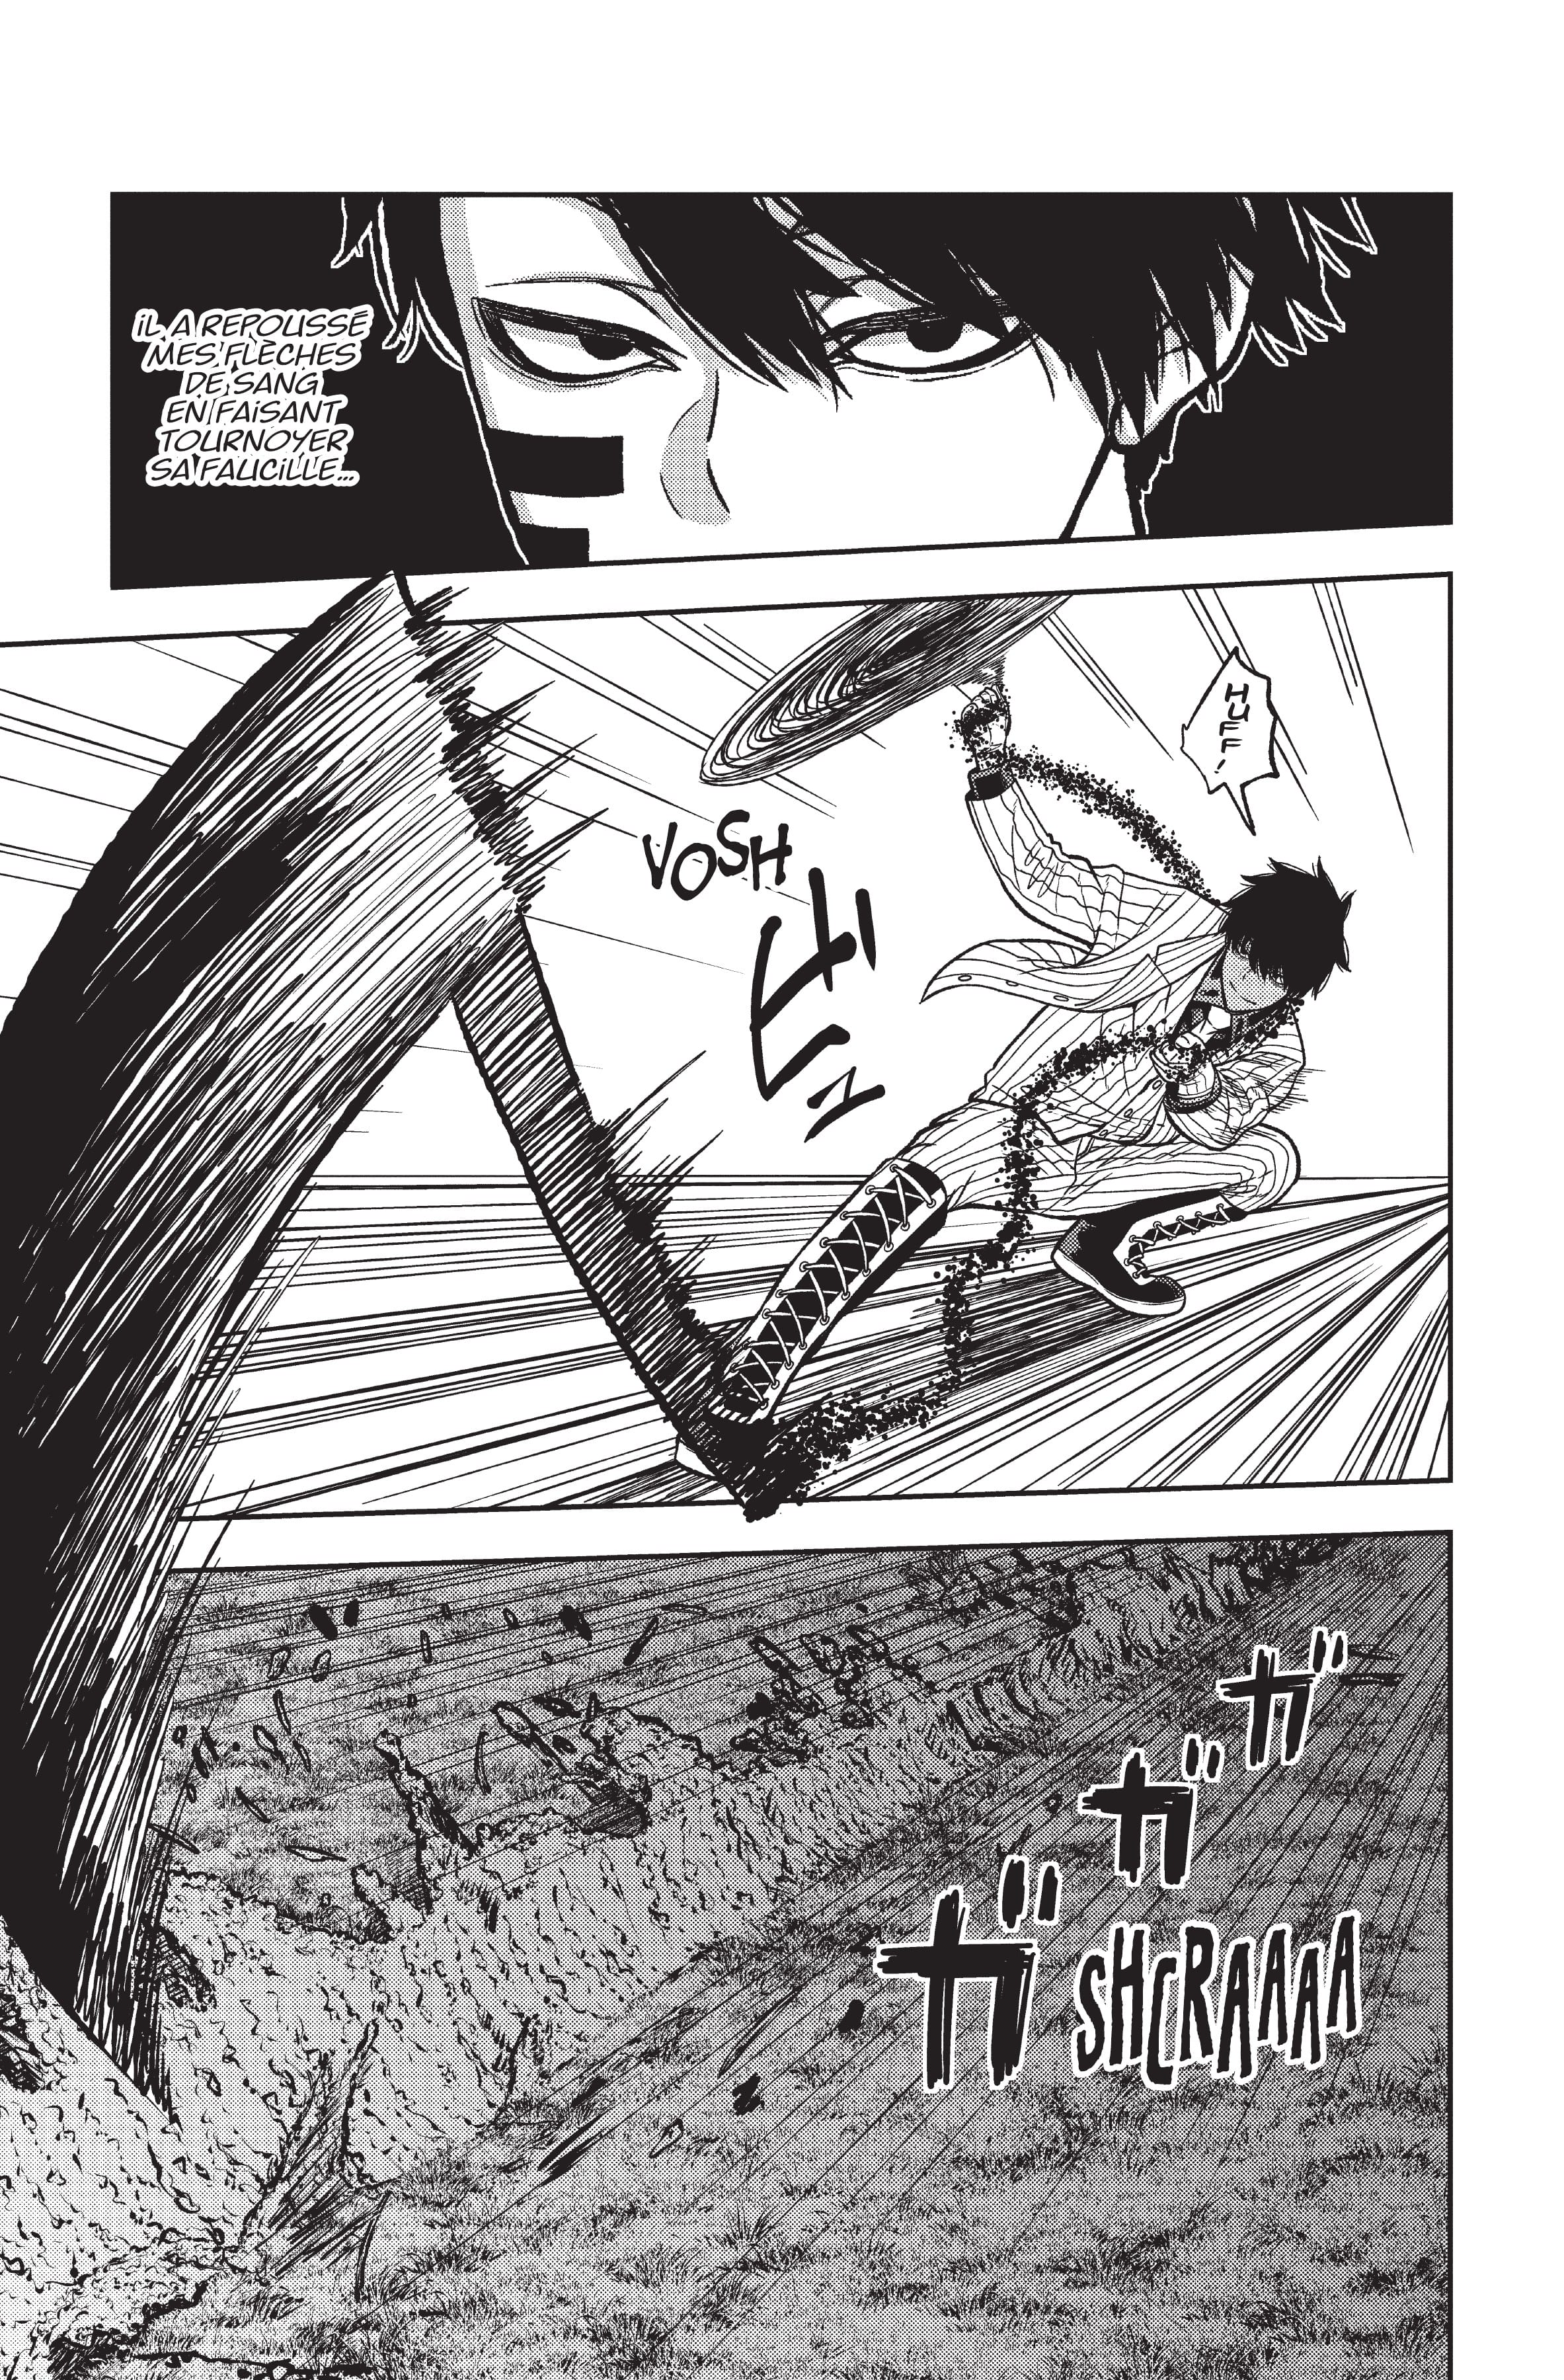 iL A REPOUSSÉ
MES FLÈCHES
DE SANG
EN FAISANT
TOURNOYER
SA FAUCILLE...
HUFF!
VOSH
ビュ
ガ
ガ
ガ
SHCRAAAA